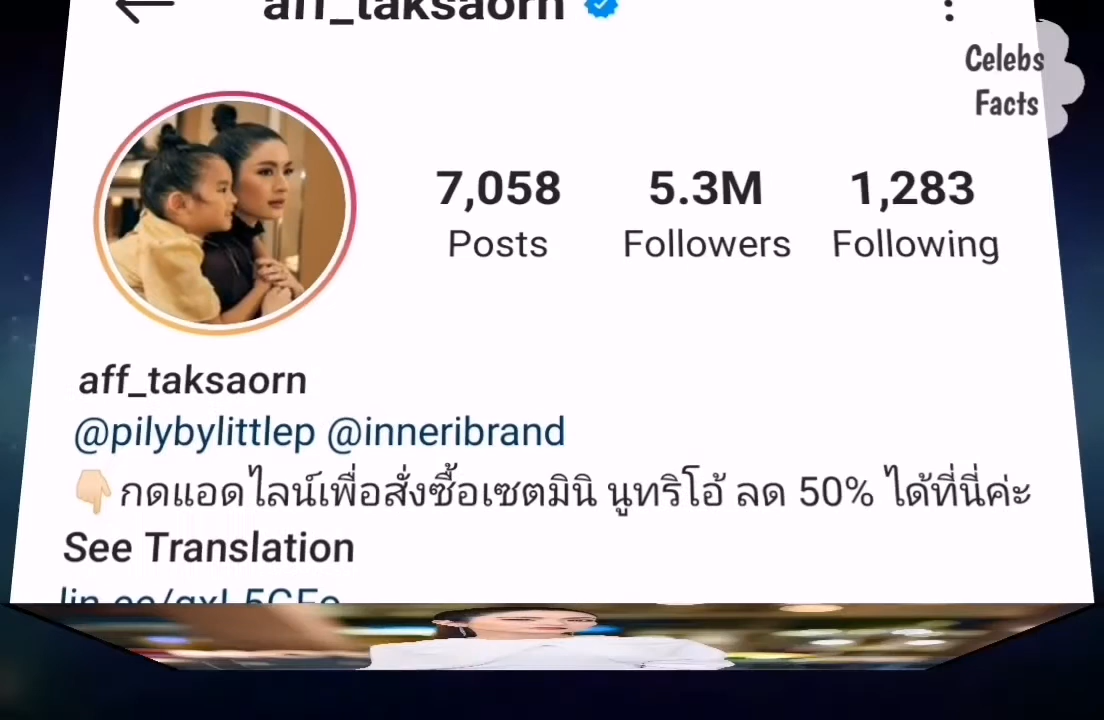 aff_taksaorn
Celebs
Facts
7,058 5.3M 1,283
Posts Followers Following
aff_taksaorn
@pilybylittlep @inneribrand
👇กดแอดไลน์เพื่อสั่งซื้อเซตมินิ นูทริโอ้ ลด 50% ได้ที่นี่ค่ะ
See Translation